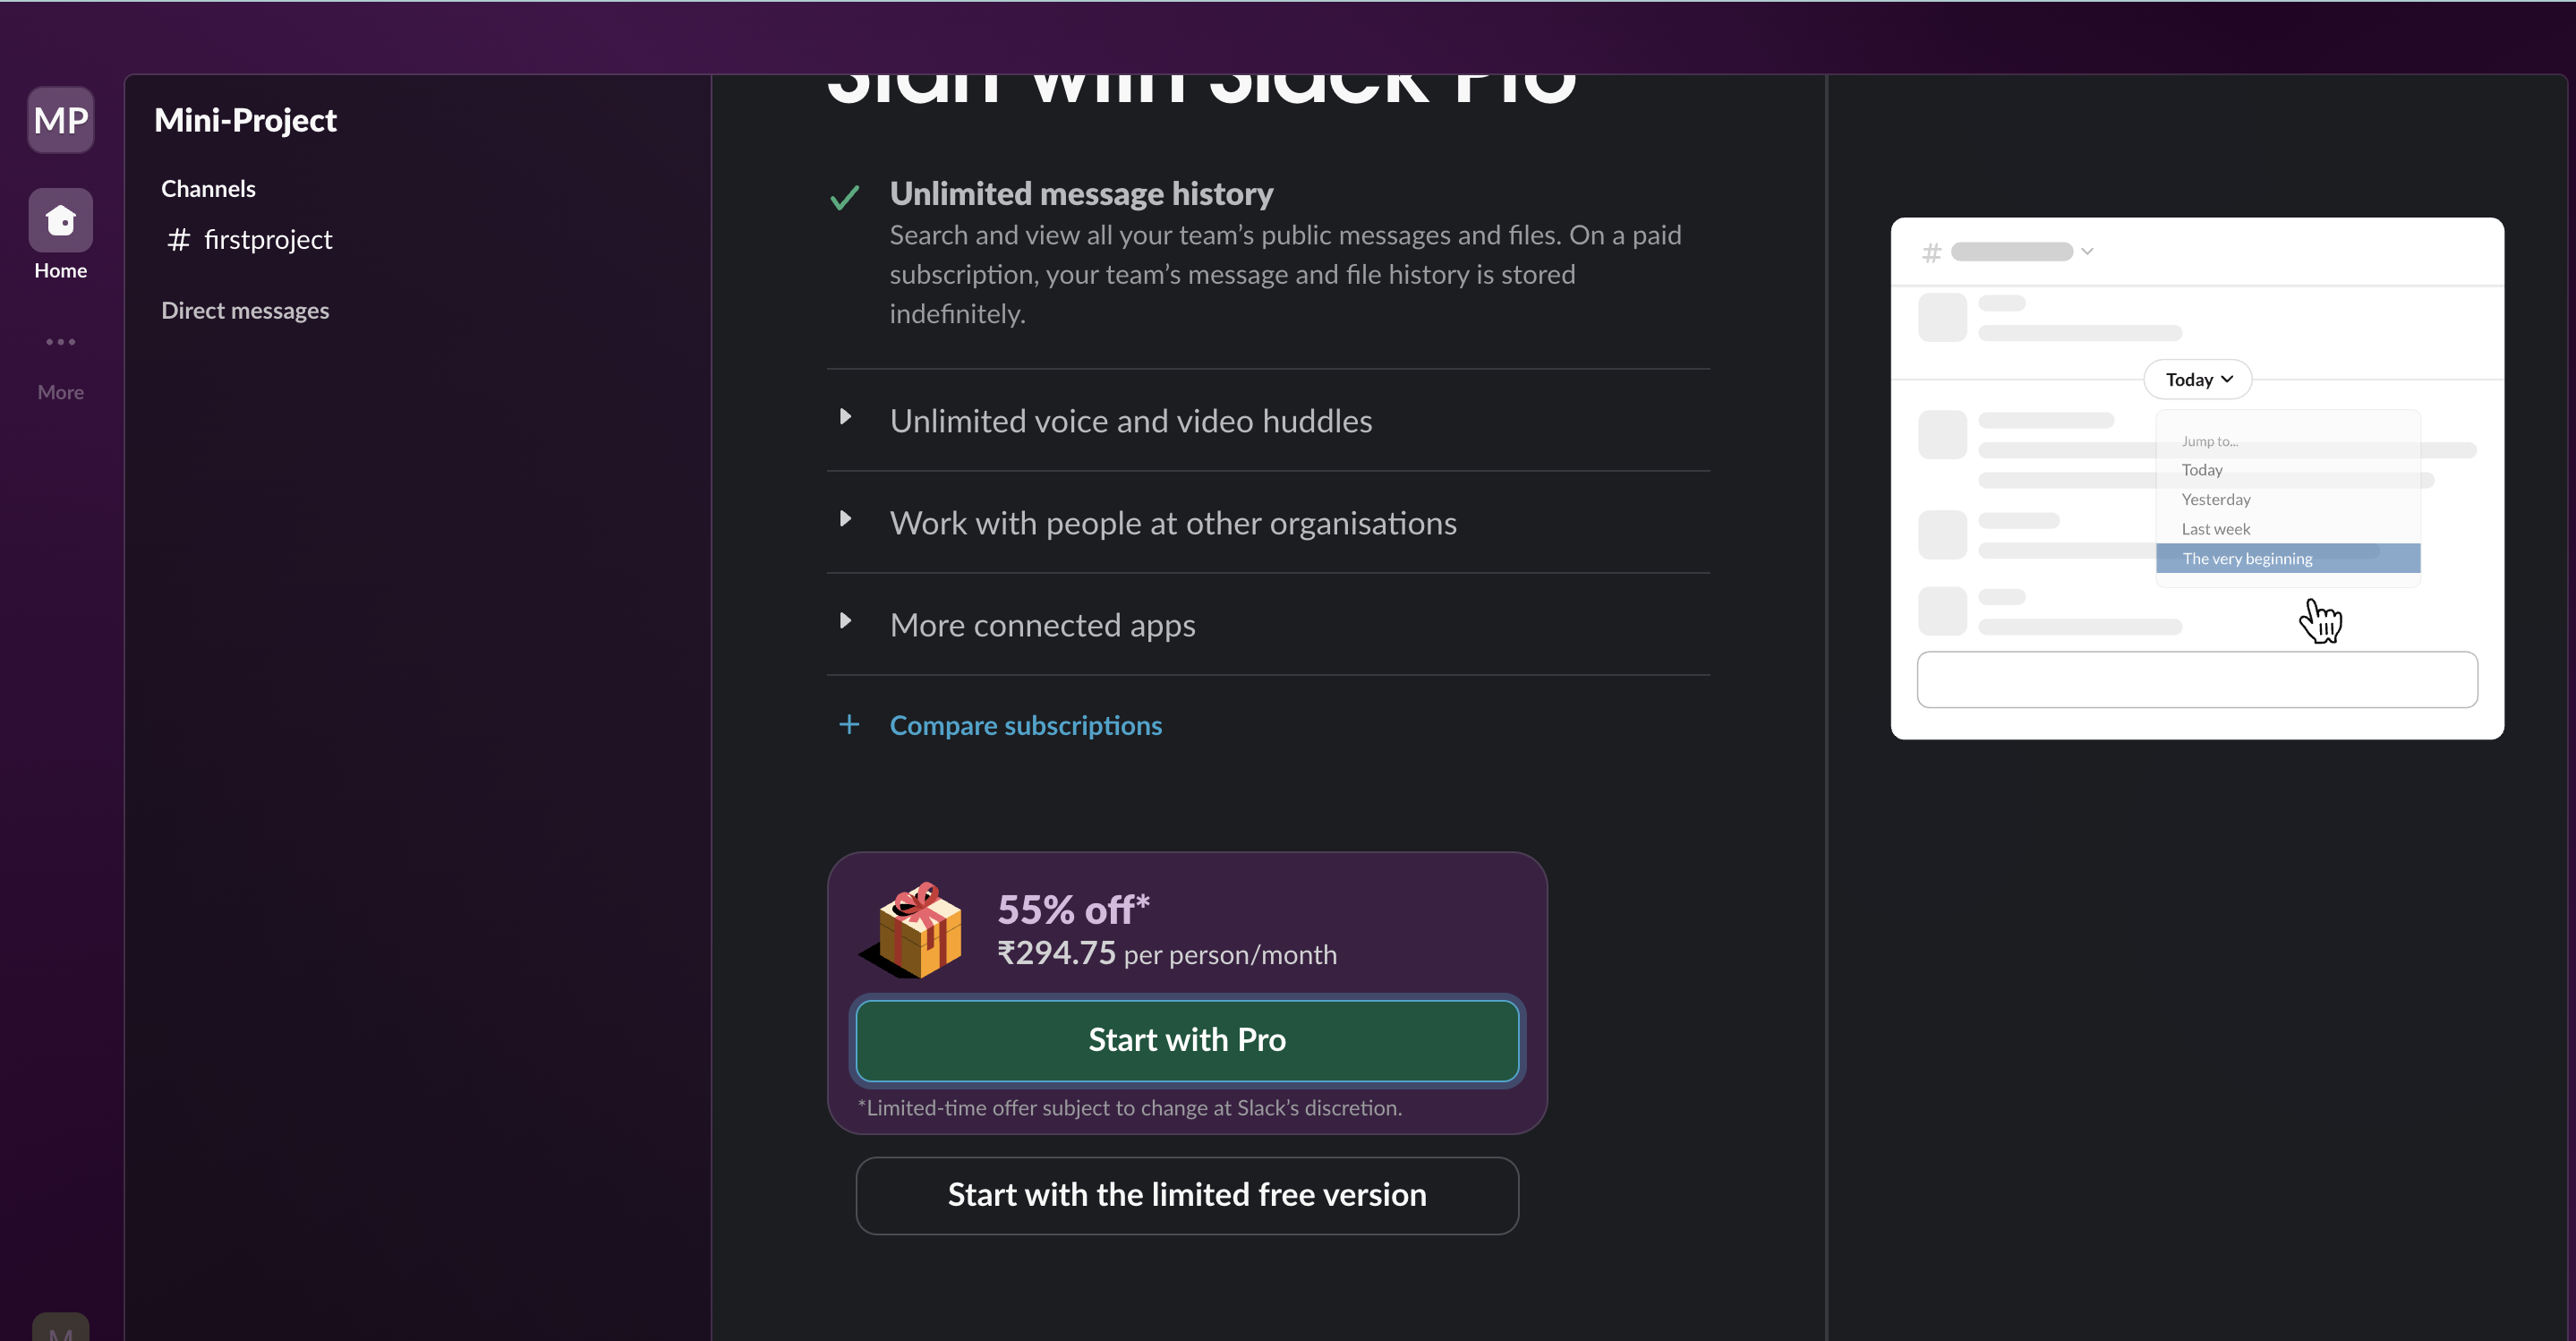 MP
Home
More
Mini-Project
Channels
# firstproject
Direct messages
Start with Slack Pro
Unlimited message history
Search and view all your team’s public messages and files. On a paid
subscription, your team’s message and file history is stored
indefinitely.
Unlimited voice and video huddles
Work with people at other organisations
More connected apps
+ Compare subscriptions
55% off*
₹294.75 per person/month
Start with Pro
*Limited-time offer subject to change at Slack’s discretion.
Start with the limited free version
#
Today
Jump to...
Today
Yesterday
Last week
The very beginning
M